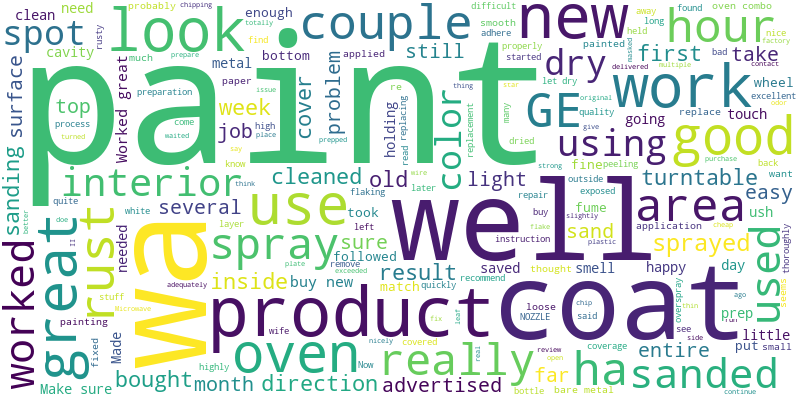 clean
need
probably
chipping
totally
enough
look
couple
new
difficult
smooth
adhere
away
long
found
oven combo
nice
factory
hour
spot
rusty
find
cavity
much
metal
bottom
applied
still
painted
properly
started
masked
held
bad
delivered
multiple
paint
paper
thing
let dry
dry
work
first
take
wheel
contact
excellent
surface
top
preparation
Worked great
process
come
turned
waited
issue
week
job
high
place
cover
problem
re
holding
read
replacing
color
replacement
many
dried
star
original
quality
give
GE
going
replace
touch
odor
sanding
prepare
know
say
prepped
using
good
better
interior
cleaned
old
light
fine
peeling
purchase
back
strong
turntable
want
think
wire
flaking
later
repair
outside
exposed
easy
quite
doe
II
white
several
use
took
left
well
buy
instruction
fume
slightly
flake
plastic
area
application
ush
cheap
worked
great
rust
needed
layer
was
spray
sure
followed
saved
smell
sand
sprayed
used
thoroughly
inside
result
thought
happy
day
stuff
plate
exceeded
remove
buy new
match
quickly
recommend
loose
chip
said
NOZZLE
overspray
prep
thin
ago
needs
run
painting
Microwave
adequately
product
coat
little
fixed
Made
wife
fix
nicely
covered
leaf
real
review
open
coverage
entire
put
see
side
small
highly
Now
oven
really
far
has
sanded
Make sure
bought
month
direction
advertised
bottle
bare metal
continue